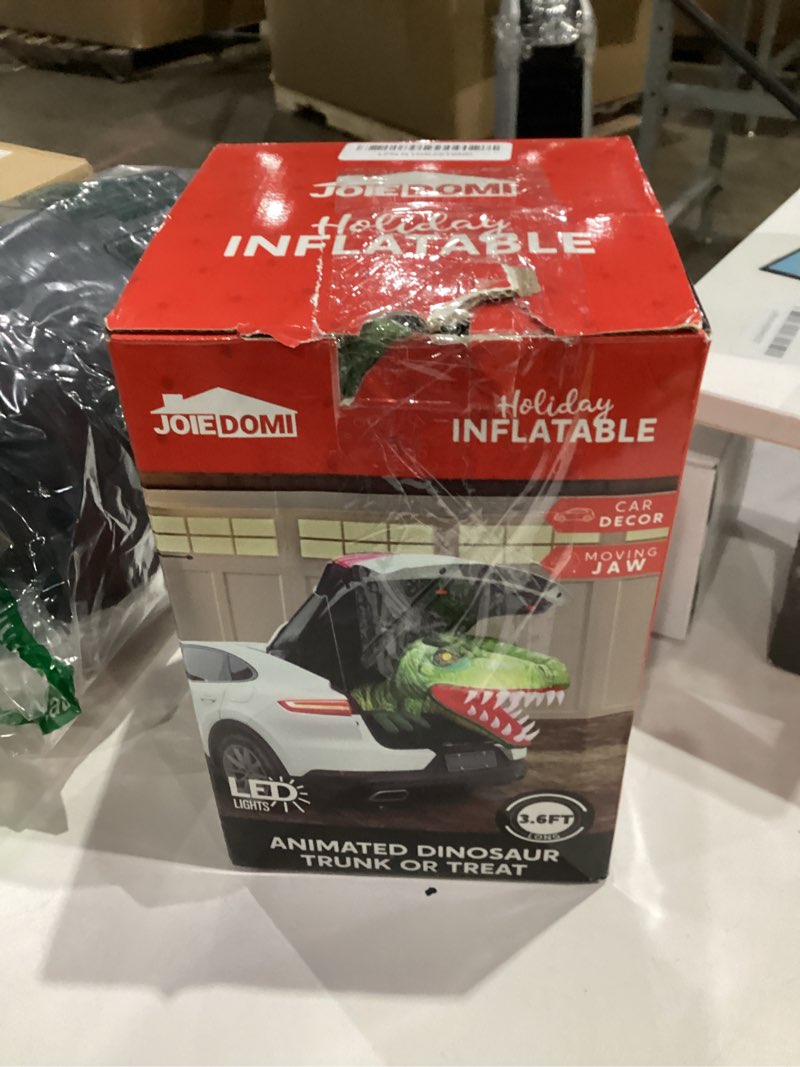 JOIEDOMI
Holiday
INFLATABLE
JOIEDOMI
Holiday
INFLATABLE
CAR
DECOR
MOVING
JAW
LED
LIGHTS
3.6FT
LONG
ANIMATED DINOSAUR
TRUNK OR TREAT